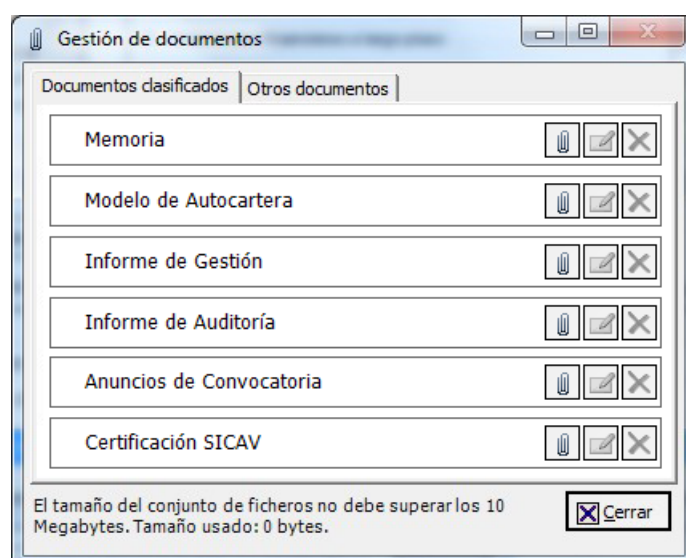 Gestión de documentos
Documentos clasificados
Otros documentos
Memoria
Modelo de Autocartera
Informe de Gestión
Informe de Auditoría
Anuncios de Convocatoria
Certificación SICAV
El tamaño del conjunto de ficheros no debe superar los 10
Megabytes. Tamaño usado: 0 bytes.
Cerrar